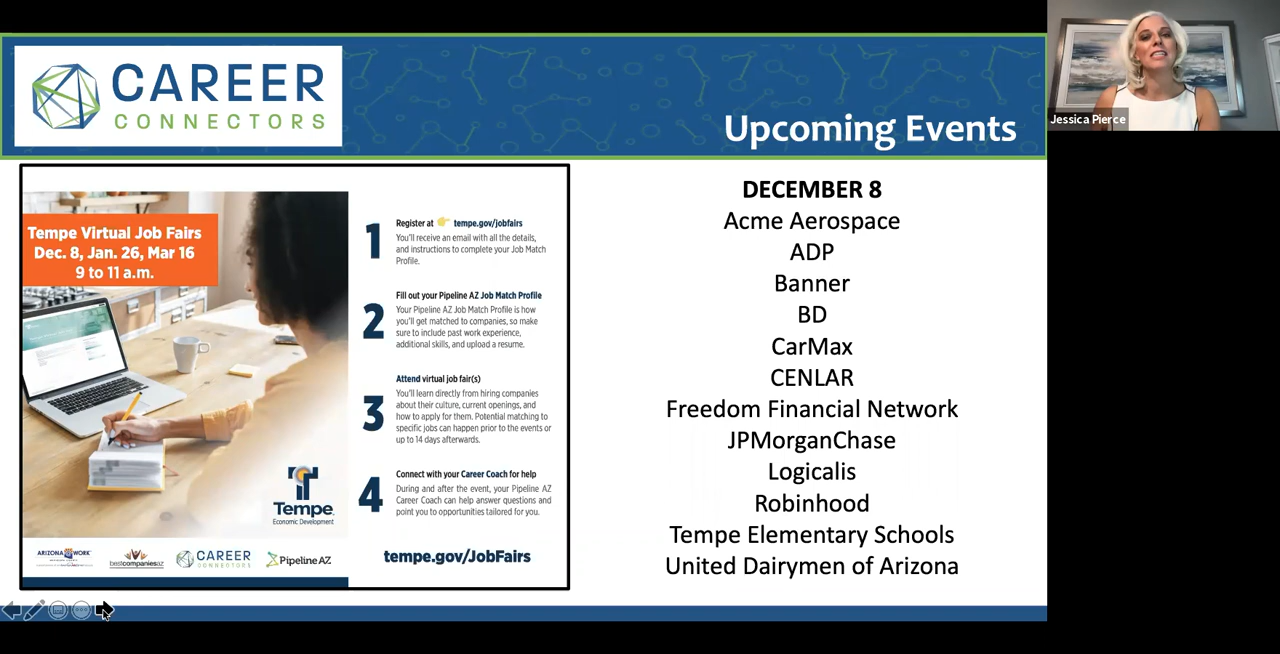 CAREER
CONNECTORS
Upcoming Events
Jessica Pierce
Tempe Virtual Job Fairs
Dec. 8, Jan. 26, Mar 16
9 to 11 a.m.
1
Register at 👉 tempe.gov/jobfairs
You'll receive an email with all the details,
and instructions to complete your Job Match
Profile.
2
Fill out your Pipeline AZ Job Match Profile
Your Pipeline AZ Job Match Profile is how
you'll get matched to companies, so make
sure to include past work experience,
additional skills, and upload a resume.
3
Attend virtual job fair(s)
You'll learn directly from hiring companies
about their culture, current openings, and
how to apply for them. Potential matching to
specific jobs can happen prior to the events or
up to 14 days afterwards.
4
Connect with your Career Coach for help
During and after the event, your Pipeline AZ
Career Coach can help answer questions and
point you to opportunities tailored for you.
Tempe
Economic Development
ARIZONA@WORK
bestcompaniesaz
CAREER
CONNECTORS
Pipeline AZ
tempe.gov/JobFairs
DECEMBER 8
Acme Aerospace
ADP
Banner
BD
CarMax
CENLAR
Freedom Financial Network
JPMorganChase
Logicalis
Robinhood
Tempe Elementary Schools
United Dairymen of Arizona